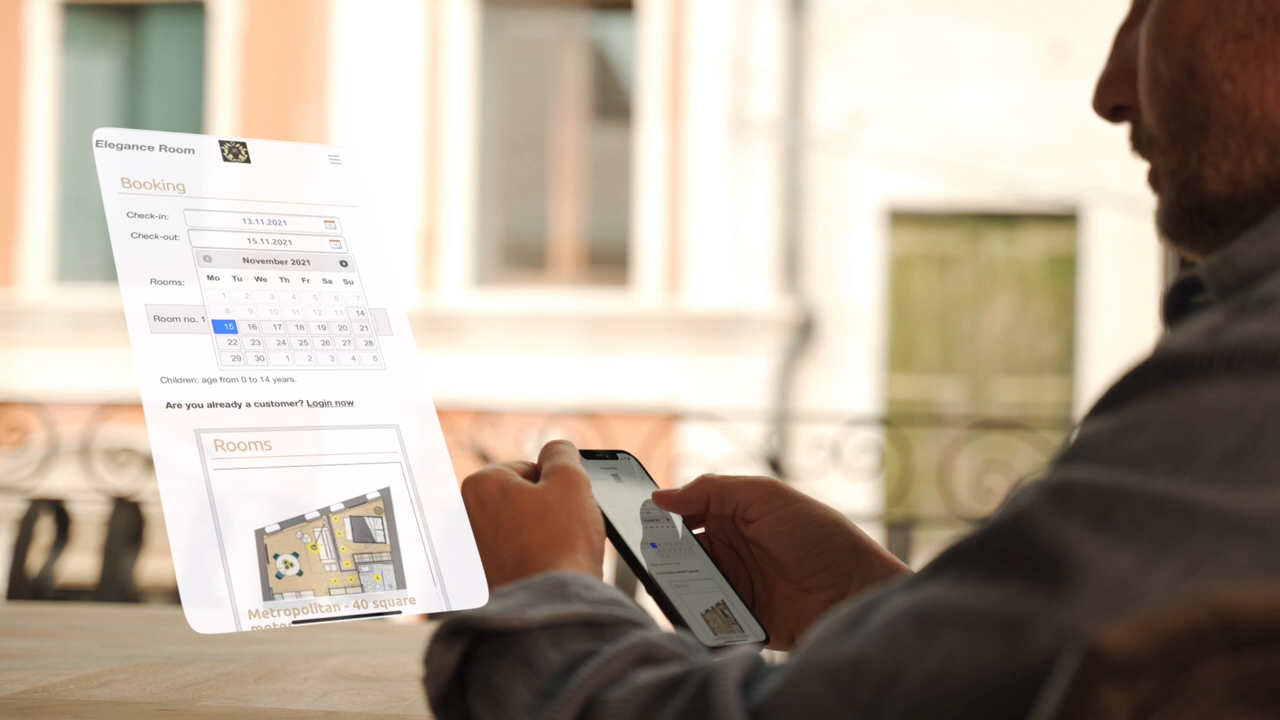 Elegance Room
Booking
Check-in: 13.11.2021
Check-out: 15.11.2021
November 2021
Mo Tu We Th Fr Sa Su
1 2 3 4 5 6 7
8 9 10 11 12 13 14
15 16 17 18 19 20 21
22 23 24 25 26 27 28
29 30 1 2 3 4 5
Rooms:
Room no. 1
Children: age from 0 to 14 years.
Are you already a customer? Login now
Rooms
Metropolitan - 40 square